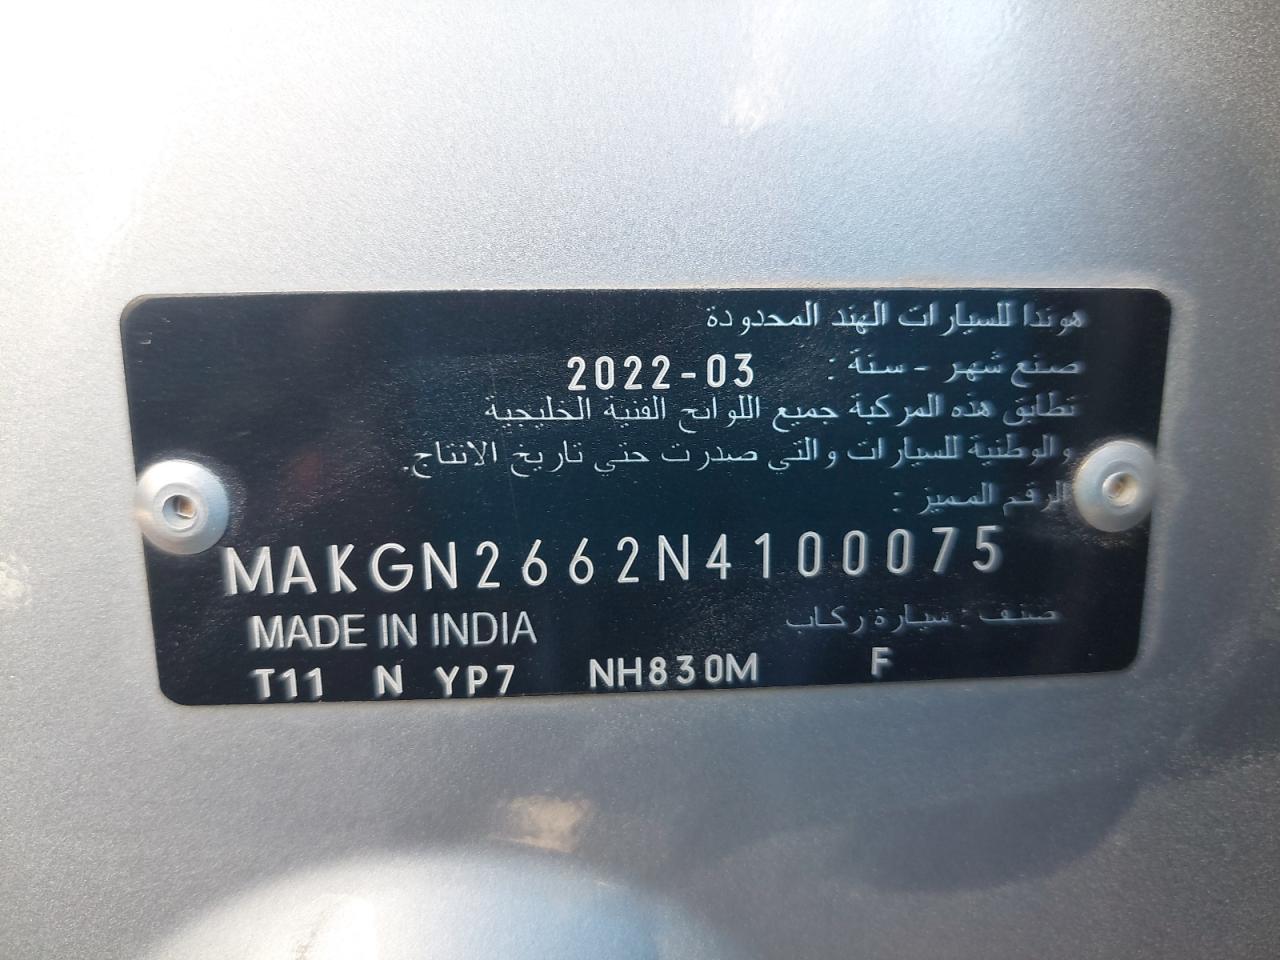 هوندا للسيارات الهند المحدودة
صنع شهر - سنة : 2022-03
تطابق هذه المركبة جميع اللوائح الفنية الخليجية
والوطنية للسيارات والتي صدرت حتي تاريخ الانتاج.
الرقم المميز :
MAKGN2662N4100075
MADE IN INDIA صنف : سيارة ركاب
T11 N YP7 NH830M F